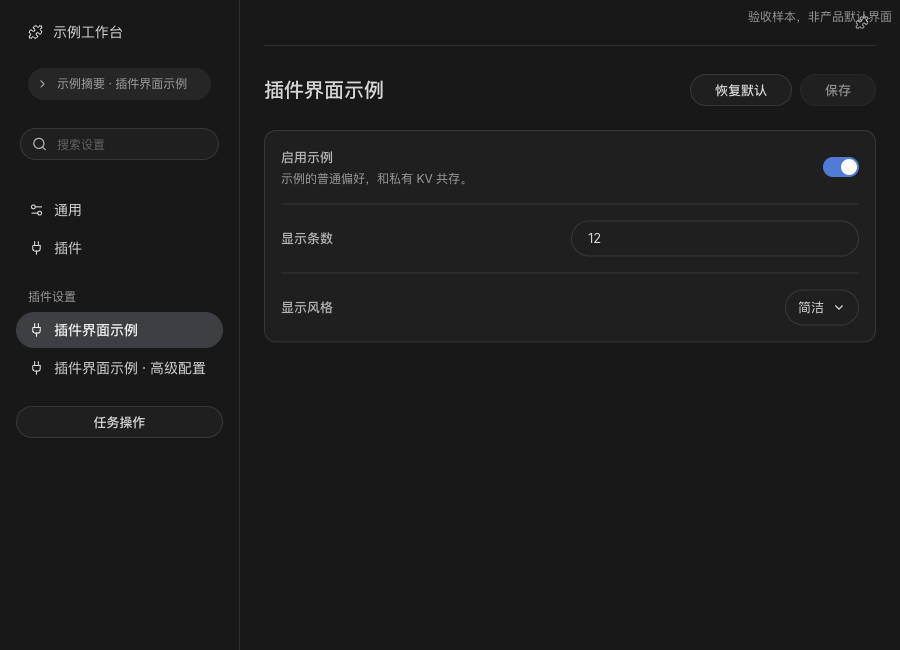 验收样本，非产品默认界面
示例工作台
示例摘要 · 插件界面示例
搜索设置
通用
插件
插件设置
插件界面示例
插件界面示例 · 高级配置
任务操作
插件界面示例
恢复默认
保存
启用示例
示例的普通偏好，和私有 KV 共存。
显示条数
12
显示风格
简洁